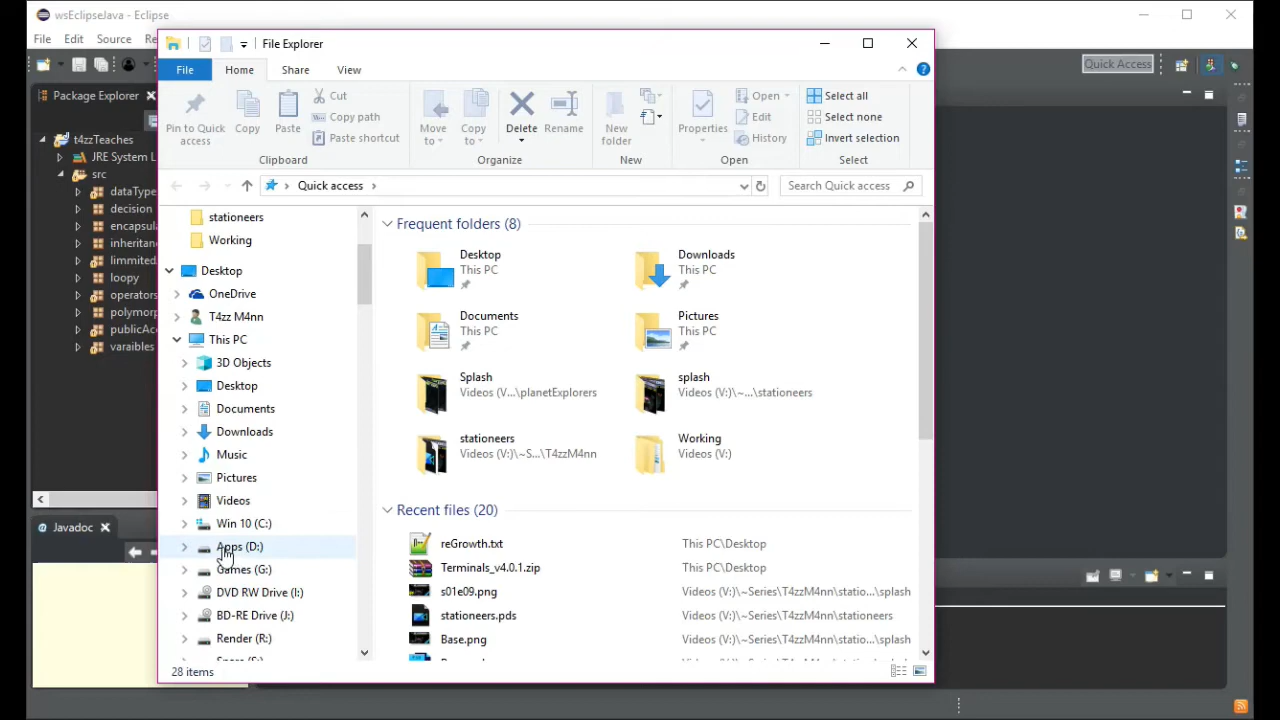 wsEclipseJava - Eclipse
File Edit Source
Quick Access
Package Explorer
t4zzTeaches
JRE System L
src
dataType
decision
encapsula
inheritanc
limmited
loopy
operators
polymorp
publicAcc
varaibles
Javadoc
File Explorer
File Home Share View
Pin to Quick access
Copy
Paste
Cut
Copy path
Paste shortcut
Clipboard
Move to
Copy to
Delete
Rename
Organize
New folder
New
Properties
Open
Edit
History
Open
Select all
Select none
Invert selection
Select
Quick access
Search Quick access
stationeers
Working
Desktop
OneDrive
T4zz M4nn
This PC
3D Objects
Desktop
Documents
Downloads
Music
Pictures
Videos
Win 10 (C:)
Apps (D:)
Games (G:)
DVD RW Drive (I:)
BD-RE Drive (J:)
Render (R:)
Frequent folders (8)
Desktop
This PC
Downloads
This PC
Documents
This PC
Pictures
This PC
Splash
Videos (V...\planetExplorers
splash
Videos (V:)\~...\stationeers
stationeers
Videos (V:)\~S...\T4zzM4nn
Working
Videos (V:)
Recent files (20)
reGrowth.txt This PC\Desktop
Terminals_v4.0.1.zip This PC\Desktop
s01e09.png Videos (V:)\~Series\T4zzM4nn\statio...\splash
stationeers.pds Videos (V:)\~Series\T4zzM4nn\stationeers
Base.png Videos (V:)\~Series\T4zzM4nn\statio...\splash
28 items